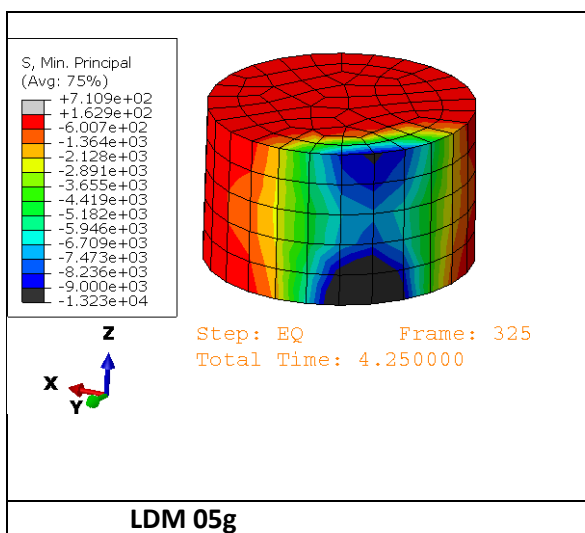 S, Min. Principal
(Avg: 75%)
+7.109e+02
+1.629e+02
-6.007e+02
-1.364e+03
-2.128e+03
-2.891e+03
-3.655e+03
-4.419e+03
-5.182e+03
-5.946e+03
-6.709e+03
-7.473e+03
-8.236e+03
-9.000e+03
-1.323e+04
Step: EQ Frame: 325
Total Time: 4.250000
Z
X
Y
LDM 05g